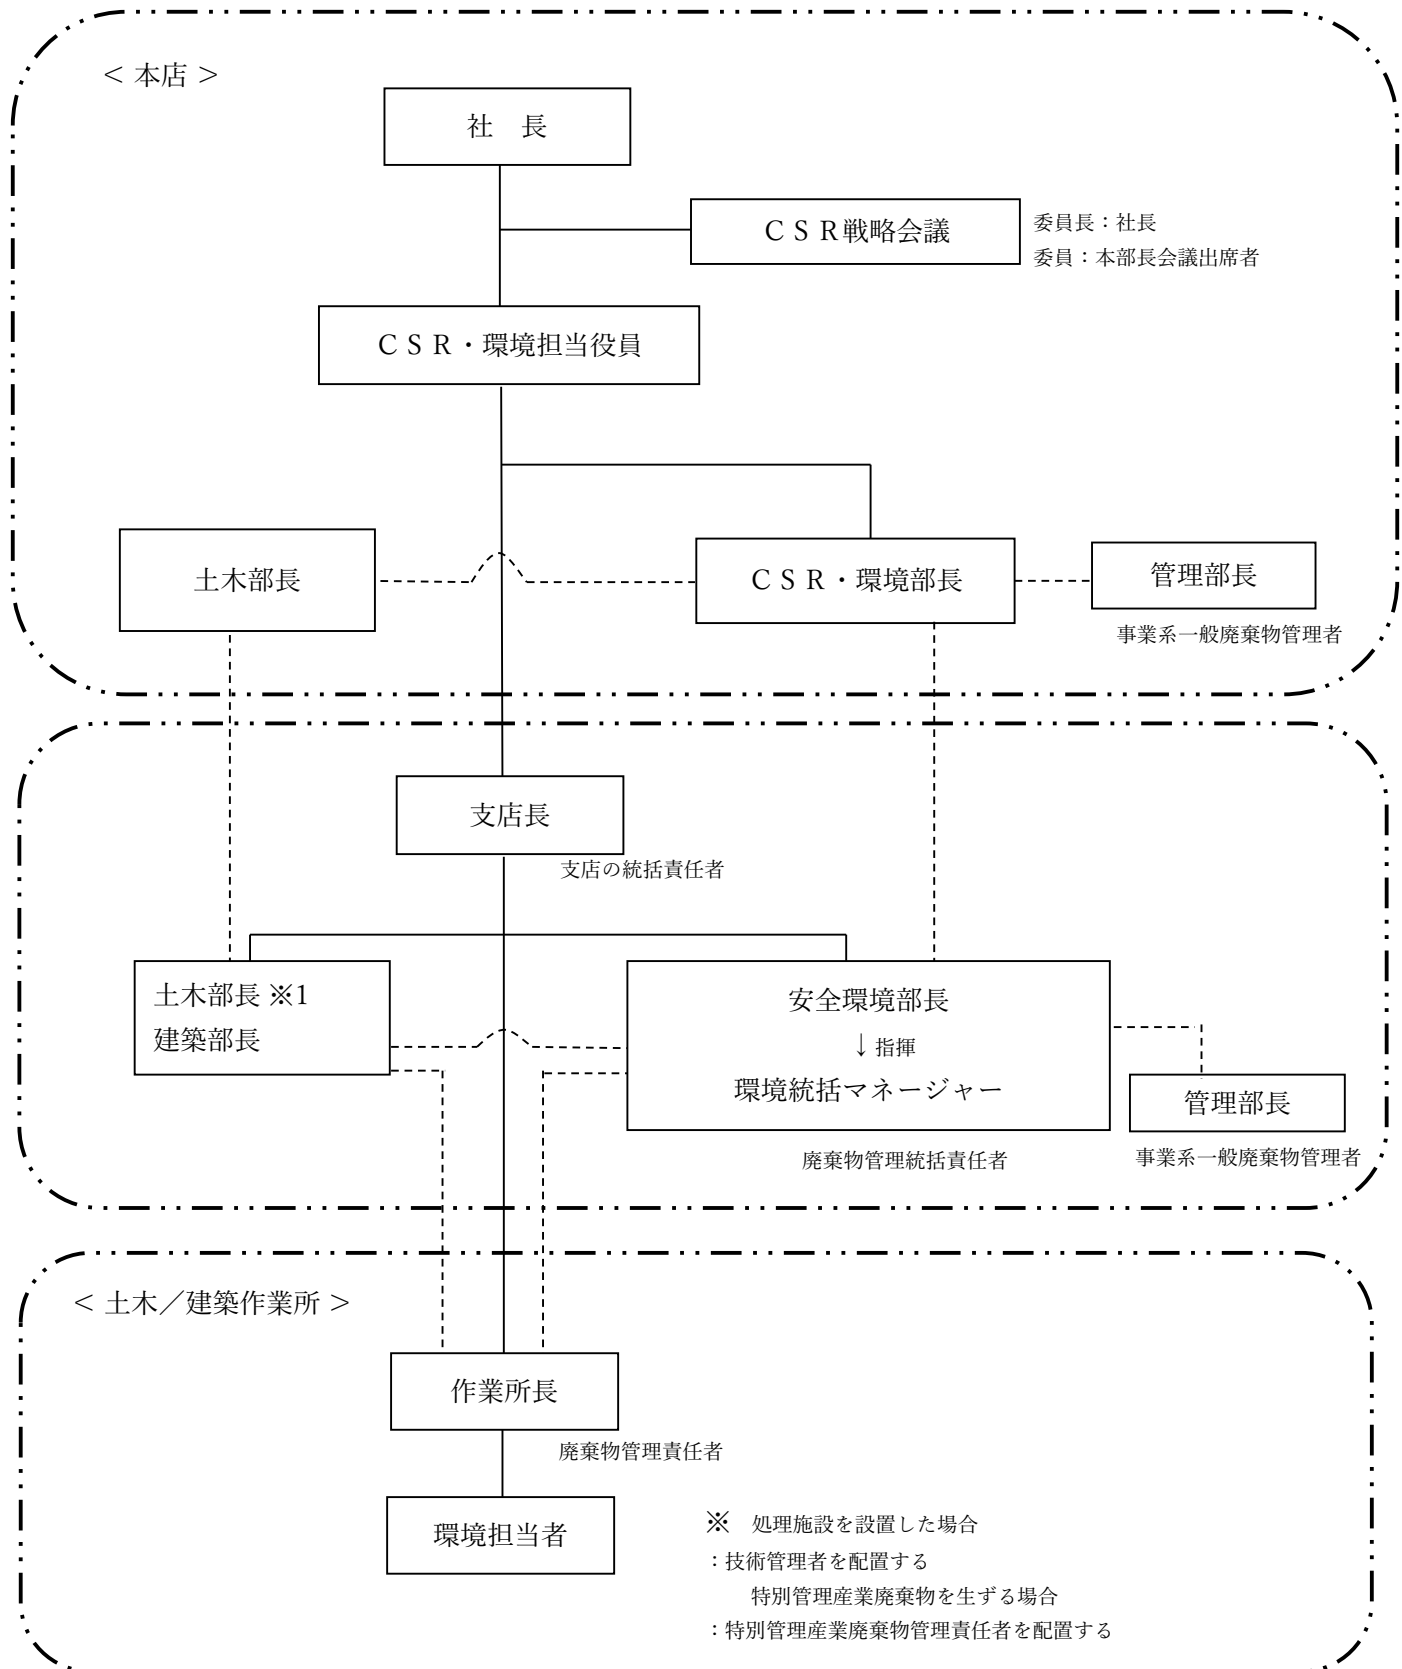 ＜ 本店 ＞
社　長
ＣＳＲ戦略会議
委員長：社長
委員：本部長会議出席者
ＣＳＲ・環境担当役員
土木部長
ＣＳＲ・環境部長
管理部長
事業系一般廃棄物管理者
支店長
支店の統括責任者
土木部長 ※1
建築部長
安全環境部長
↓ 指揮
環境統括マネージャー
管理部長
廃棄物管理統括責任者
事業系一般廃棄物管理者
＜ 土木／建築作業所 ＞
作業所長
廃棄物管理責任者
環境担当者
※　処理施設を設置した場合
：技術管理者を配置する
特別管理産業廃棄物を生ずる場合
：特別管理産業廃棄物管理責任者を配置する